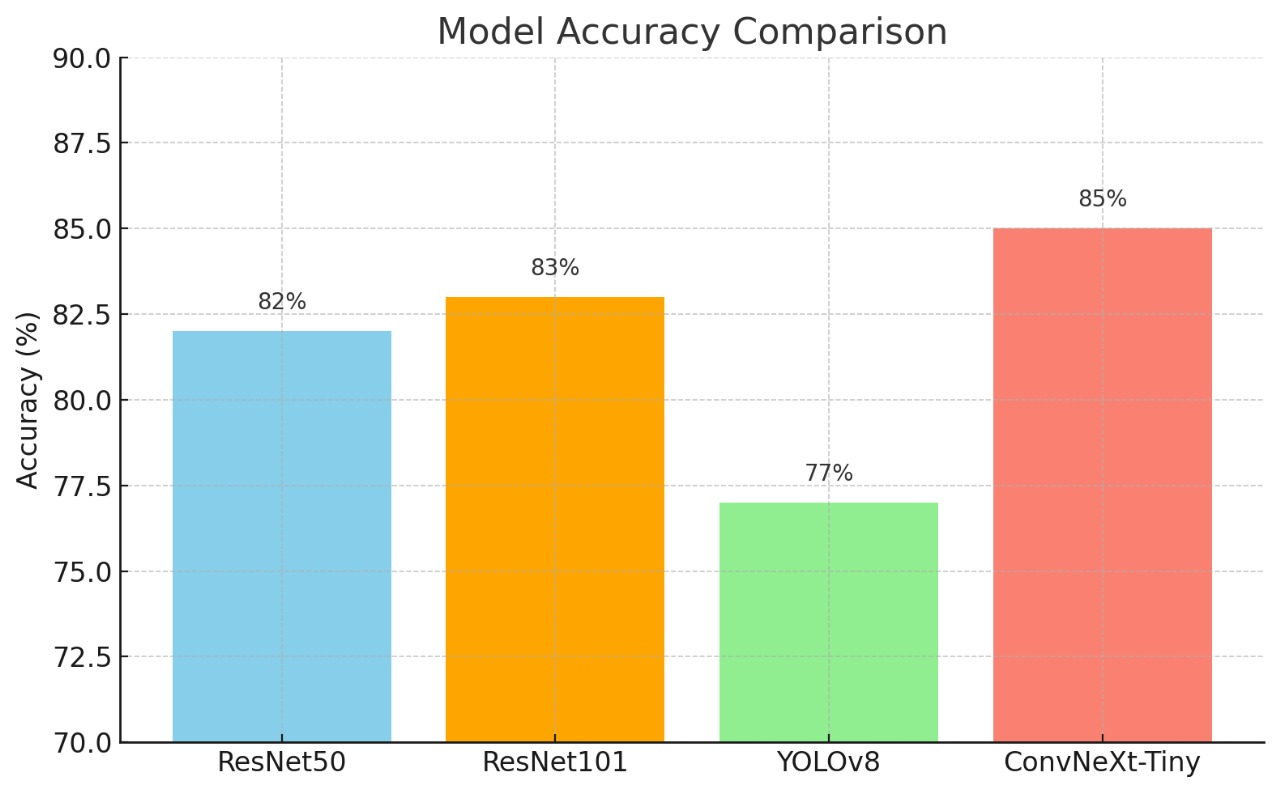 Model Accuracy Comparison
Accuracy (%)
90.0
87.5
85.0
82.5
80.0
77.5
75.0
72.5
70.0
82%
83%
77%
85%
ResNet50
ResNet101
YOLOv8
ConvNeXt-Tiny